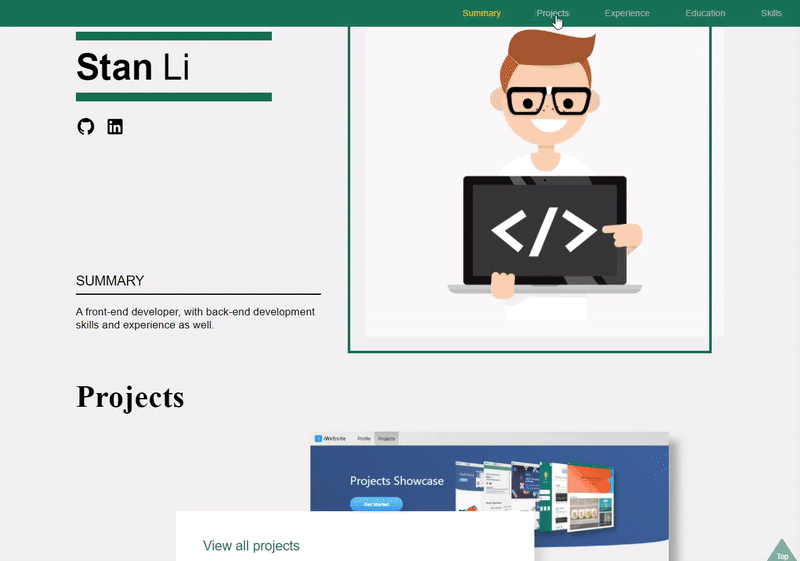 Summary Projects Experience Education Skills
Stan Li
in
</>
SUMMARY
A front-end developer, with back-end development
skills and experience as well.
Projects
iWebsite Profile Projects
Projects Showcase
Get Started
View all projects
Top